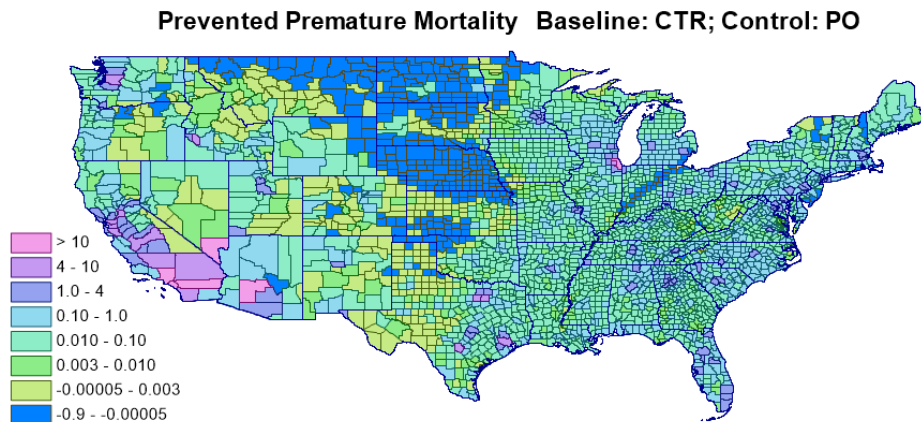 Prevented Premature Mortality Baseline: CTR; Control: PO
> 10
4 - 10
1.0 - 4
0.10 - 1.0
0.010 - 0.10
0.003 - 0.010
-0.00005 - 0.003
-0.9 - -0.00005